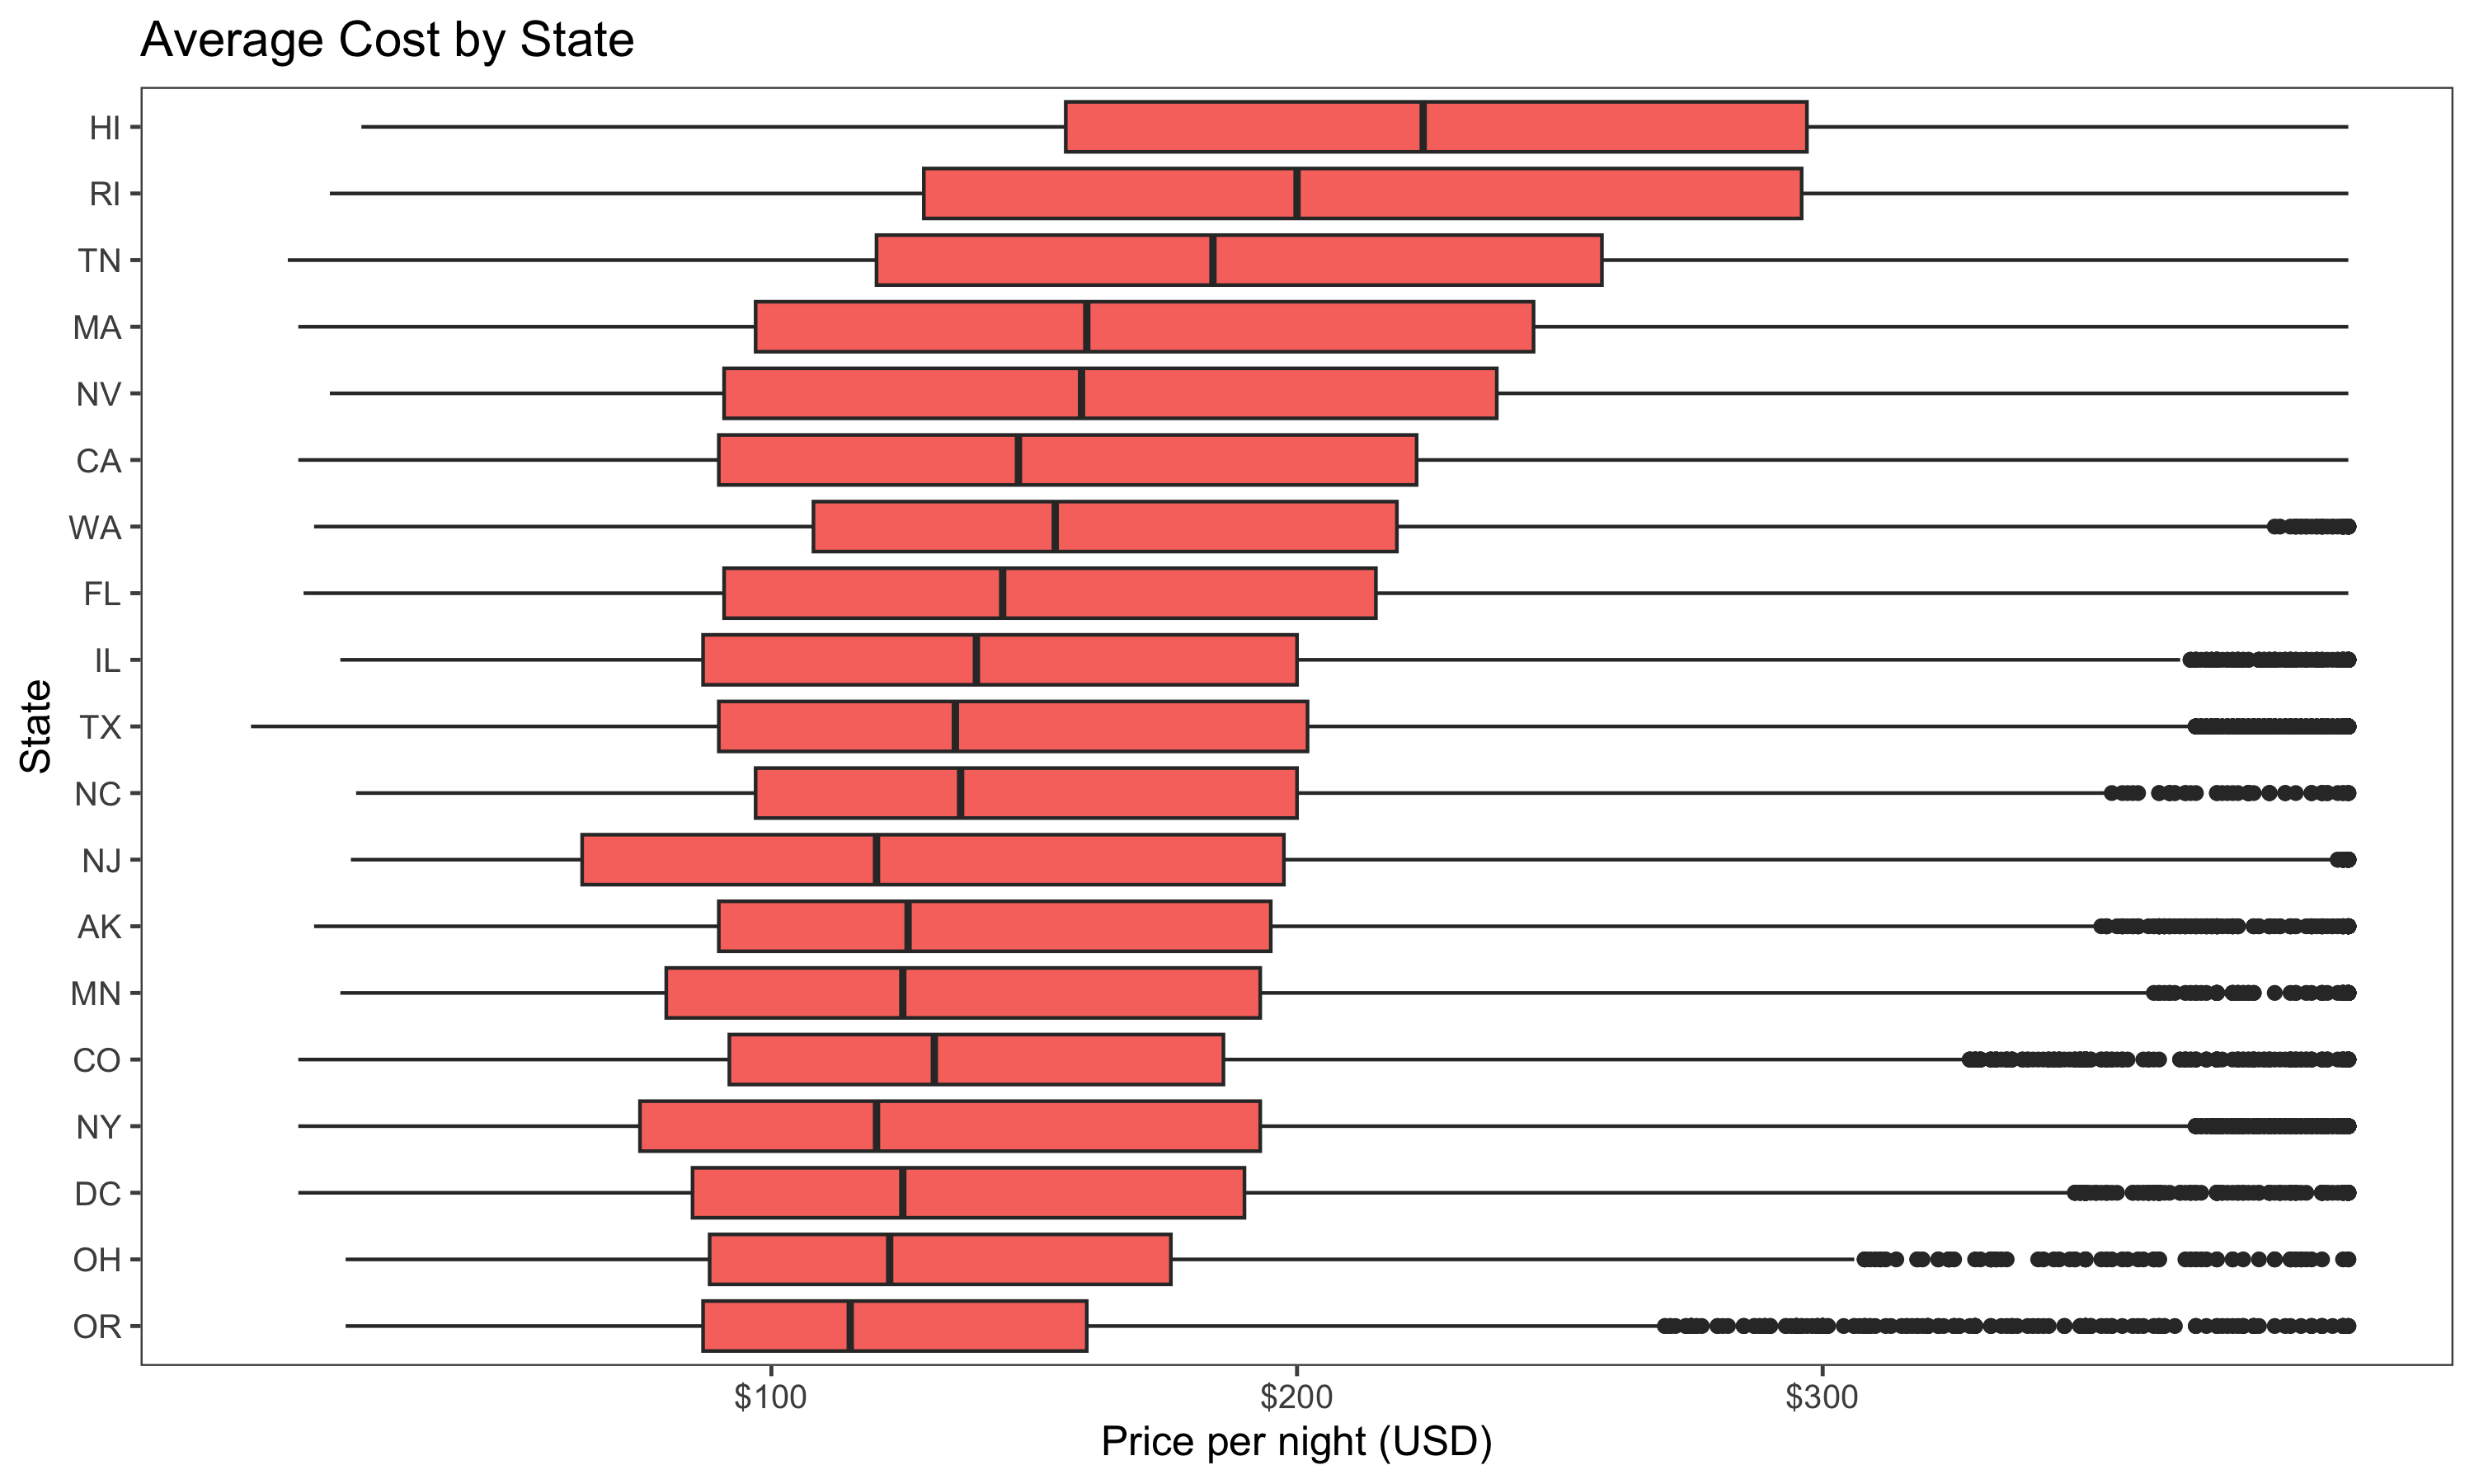 Average Cost by State
HI
RI
TN
MA
NV
CA
WA
FL
IL
TX
NC
NJ
AK
MN
CO
NY
DC
OH
OR
State
$100 $200 $300
Price per night (USD)